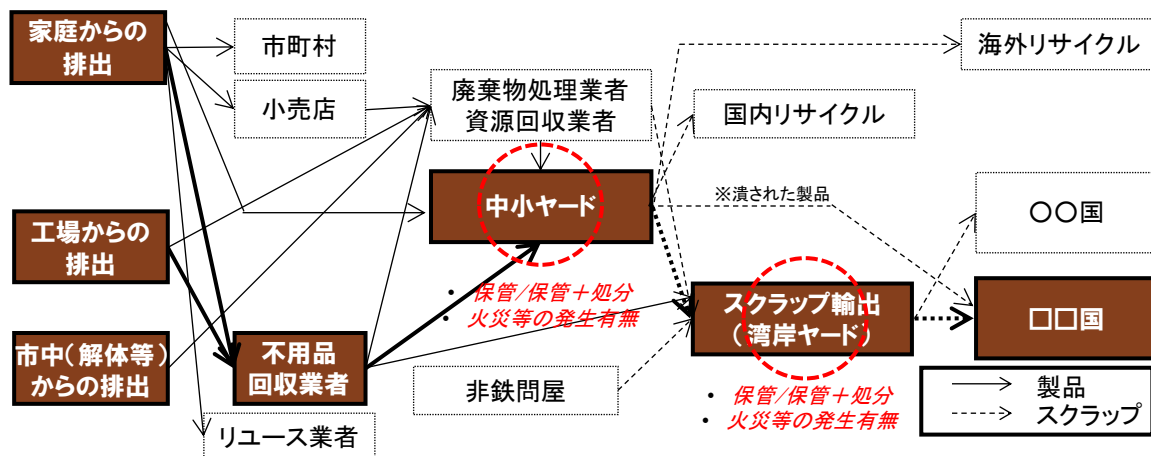 家庭からの
排出
市町村
小売店
廃棄物処理業者
資源回収業者
海外リサイクル
国内リサイクル
中小ヤード
※潰された製品
〇〇国
工場からの
排出
• 保管/保管+処分
• 火災等の発生有無
スクラップ輸出
（湾岸ヤード）
□□国
市中（解体等）
からの排出
不用品
回収業者
非鉄問屋
• 保管/保管+処分
• 火災等の発生有無
製品
スクラップ
リユース業者